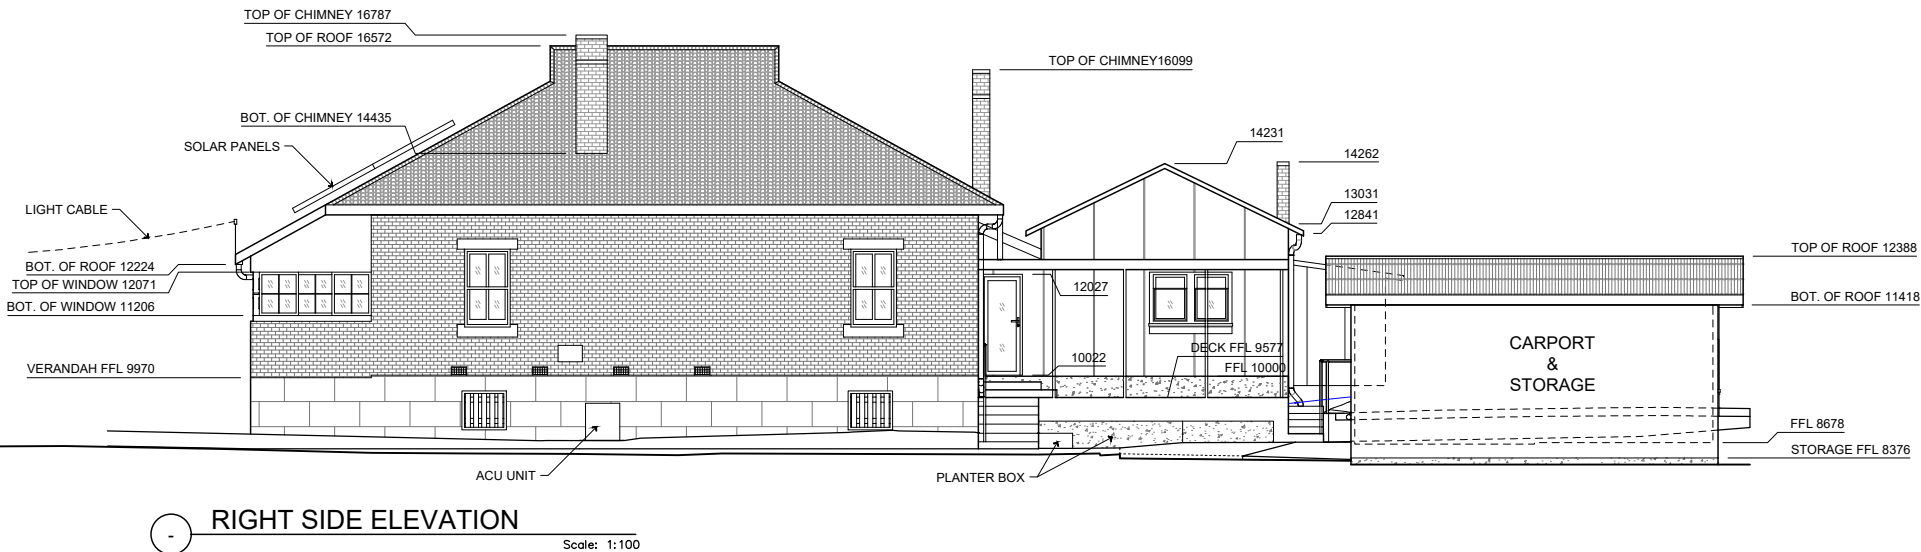 TOP OF CHIMNEY 16787
TOP OF ROOF 16572
TOP OF CHIMNEY16099
BOT. OF CHIMNEY 14435
SOLAR PANELS
14231
14262
LIGHT CABLE
13031
12841
BOT. OF ROOF 12224
TOP OF WINDOW 12071
BOT. OF WINDOW 11206
TOP OF ROOF 12388
12027
BOT. OF ROOF 11418
CARPORT
&
STORAGE
DECK FFL 9577
10022
FFL 10000
VERANDAH FFL 9970
FFL 8678
STORAGE FFL 8376
ACU UNIT
PLANTER BOX
-
RIGHT SIDE ELEVATION
Scale: 1:100